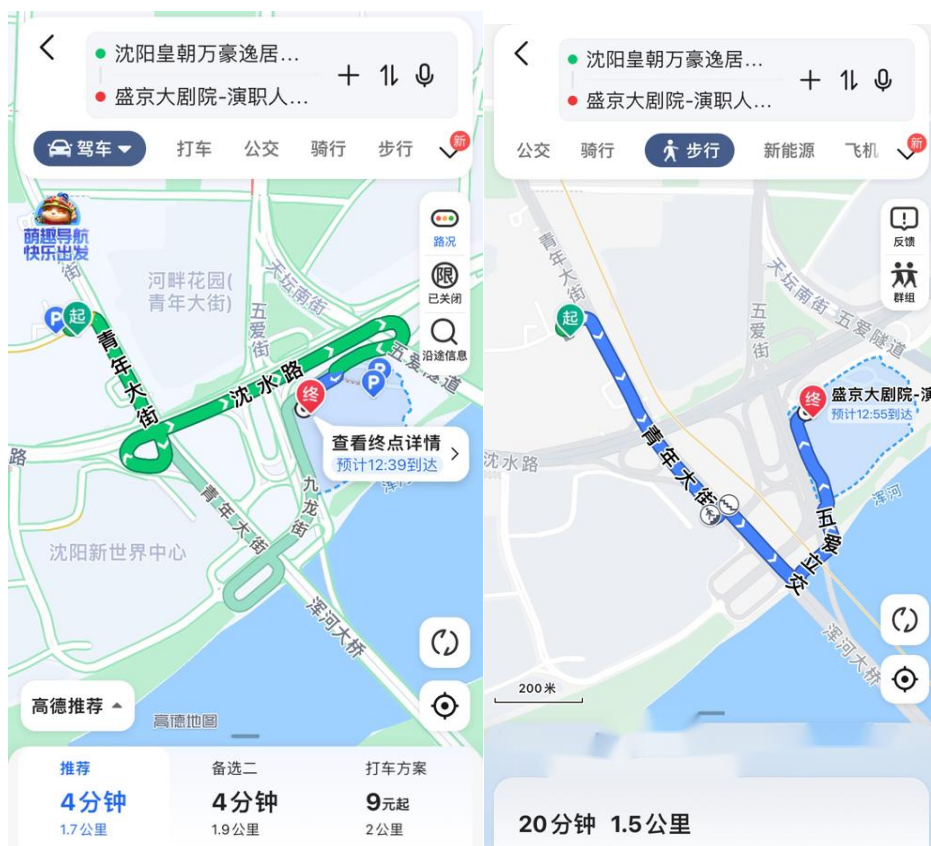 沈阳皇朝万豪逸居...
盛京大剧院-演职人...
驾车
打车
公交
骑行
步行
新
萌趣导航
快乐出发
街
路况
限
已关闭
沿途信息
河畔花园(
青年大街)
天坛南街
五爱街
起
P
青年大街
沈水路
五爱隧道
P
P
终
查看终点详情
预计12:39到达
路
浑河
青年大街
九龙街
沈阳新世界中心
浑河大桥
高德推荐
高德地图
推荐
4分钟
1.7公里
备选二
4分钟
1.9公里
打车方案
9元起
2公里
沈阳皇朝万豪逸居...
盛京大剧院-演职人...
公交
骑行
步行
新能源
飞机
新
反馈
群组
青年大街
天坛南街
五爱街
五爱隧道
起
终
盛京大剧院-演
预计12:55到达
沈水路
青年大街
浑河
五爱立交
浑河大桥
200米
20分钟 1.5公里